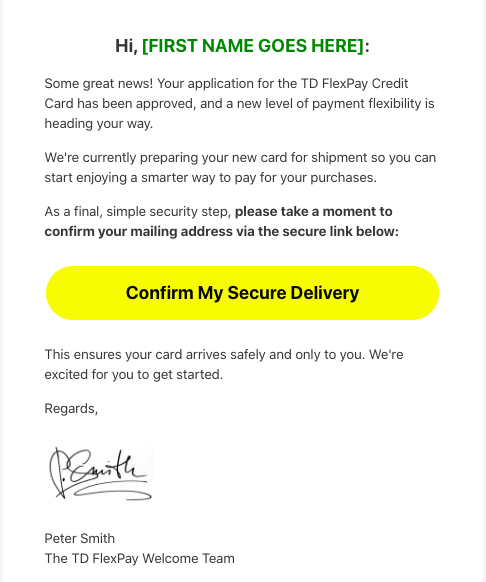 Hi, [FIRST NAME GOES HERE]:
Some great news! Your application for the TD FlexPay Credit
Card has been approved, and a new level of payment flexibility is
heading your way.
We're currently preparing your new card for shipment so you can
start enjoying a smarter way to pay for your purchases.
As a final, simple security step, please take a moment to
confirm your mailing address via the secure link below:
Confirm My Secure Delivery
This ensures your card arrives safely and only to you. We're
excited for you to get started.
Regards,
P. Smith
Peter Smith
The TD FlexPay Welcome Team